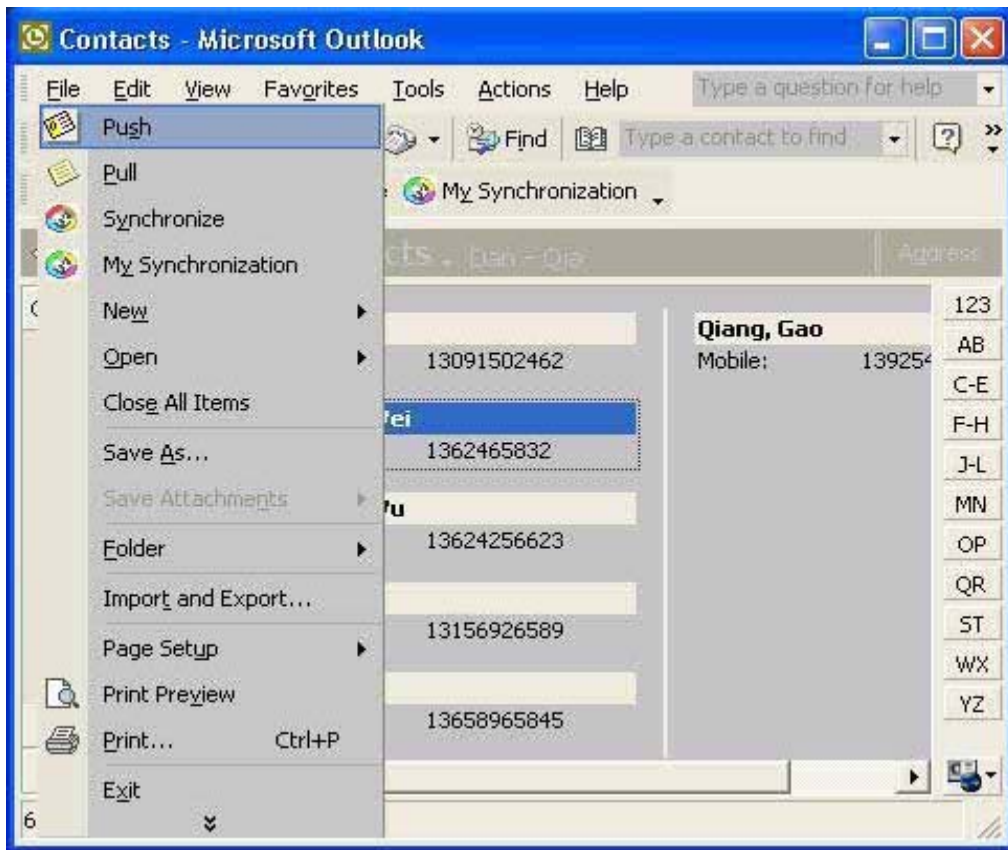 Contacts - Microsoft Outlook
File Edit View Favorites Tools Actions Help Type a question for help
Find Type a contact to find
My Synchronization
Push
Pull
Synchronize
My Synchronization
New
Open
Close All Items
Save As...
Save Attachments
Folder
Import and Export...
Page Setup
Print Preview
Print... Ctrl+P
Exit
cts . Address
13091502462
ei
1362465832
u
13624256623
13156926589
13658965845
Qiang, Gao
Mobile: 139254
123
AB
C-E
F-H
J-L
MN
OP
QR
ST
WX
YZ
6